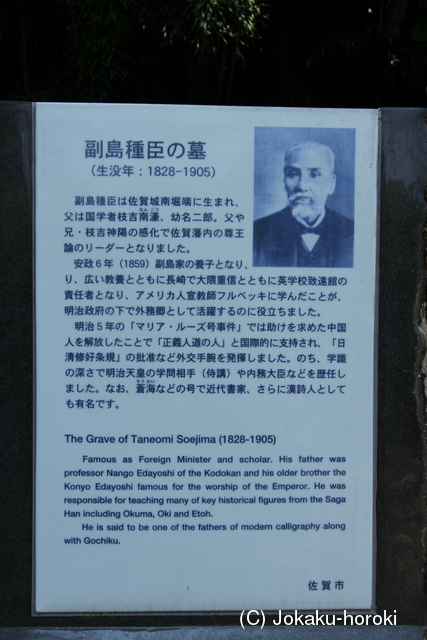 副島種臣の墓
（生没年：1828-1905）
副島種臣は佐賀城南堀端に生まれ、
父は国学者枝吉南濠、幼名二郎。父や
兄・枝吉神陽の感化で佐賀藩内の尊王
論のリーダーとなりました。
安政６年（1859）副島家の養子となり、
り、広い教養とともに長崎で大隈重信とともに英学校致遠館の
責任者となり、アメリカ人宣教師フルベッキに学んだことが、
明治政府の下で外務卿として活躍するのに役立ちました。
明治５年の「マリア・ルーズ号事件」では助けを求めた中国
人を解放したことで「正義人道の人」と国際的に支持され、「日
清修好条規」の批准など外交手腕を発揮しました。のち、学識
の深さで明治天皇の学問相手（侍講）や内務大臣などを歴任し
ました。なお、蒼海などの号で近代書家、さらに漢詩人として
も有名です。
The Grave of Taneomi Soejima (1828-1905)
Famous as Foreign Minister and scholar. His father was
professor Nango Edayoshi of the Kodokan and his older brother the
Konyo Edayoshi famous for the worship of the Emperor. He was
responsible for teaching many of key historical figures from the Saga
Han including Okuma, Oki and Etoh.
He is said to be one of the fathers of modern calligraphy along
with Gochiku.
佐賀市
(C) Jokaku-horoki